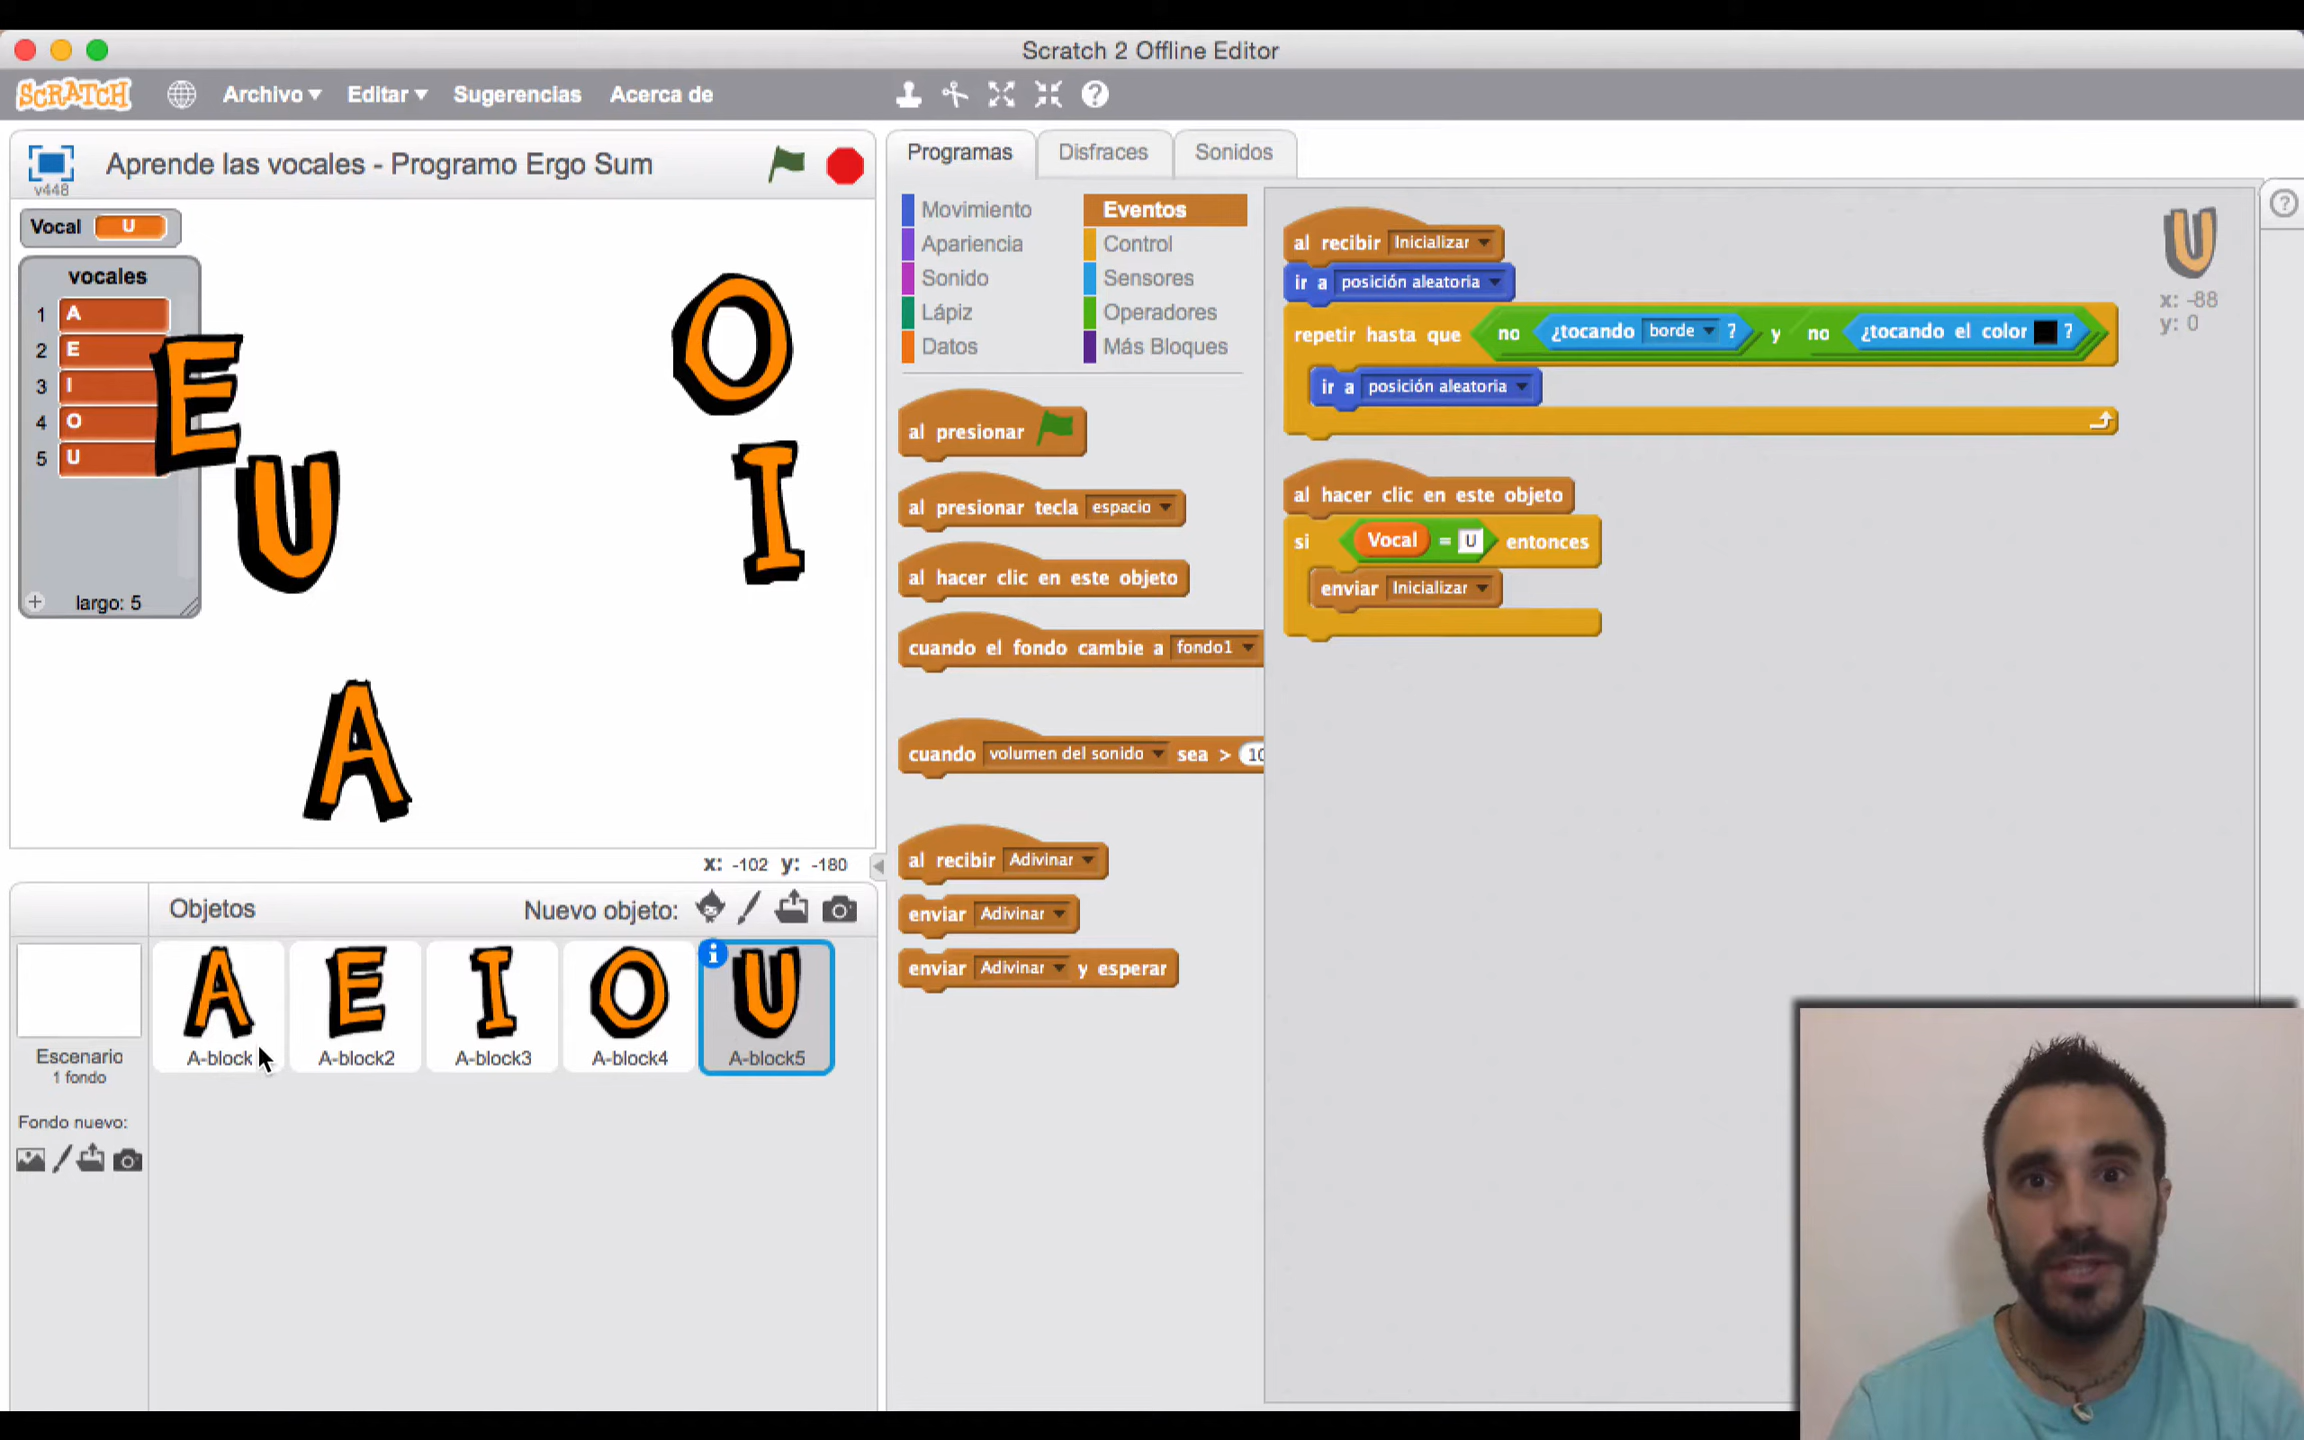 Scratch 2 Offline Editor
SCRATCH Archivo Editar Sugerencias Acerca de
Aprende las vocales - Programo Ergo Sum
v448
Vocal U
vocales
1 A
2 E
3 I
4 O
5 U
largo: 5
E
U
O
I
A
x: -102 y: -180
Objetos
Nuevo objeto:
Escenario
1 fondo
Fondo nuevo:
A
A-block
E
A-block2
I
A-block3
O
A-block4
U
A-block5
Programas Disfraces Sonidos
Movimiento Eventos
Apariencia Control
Sonido Sensores
Lápiz Operadores
Datos Más Bloques
al presionar
al presionar tecla espacio
al hacer clic en este objeto
cuando el fondo cambie a fondo1
cuando volumen del sonido sea > 10
al recibir Adivinar
enviar Adivinar
enviar Adivinar y esperar
al recibir Inicializar
ir a posición aleatoria
repetir hasta que no ¿tocando borde ? y no ¿tocando el color ?
ir a posición aleatoria
al hacer clic en este objeto
si Vocal = U entonces
enviar Inicializar
U
x: -88
y: 0